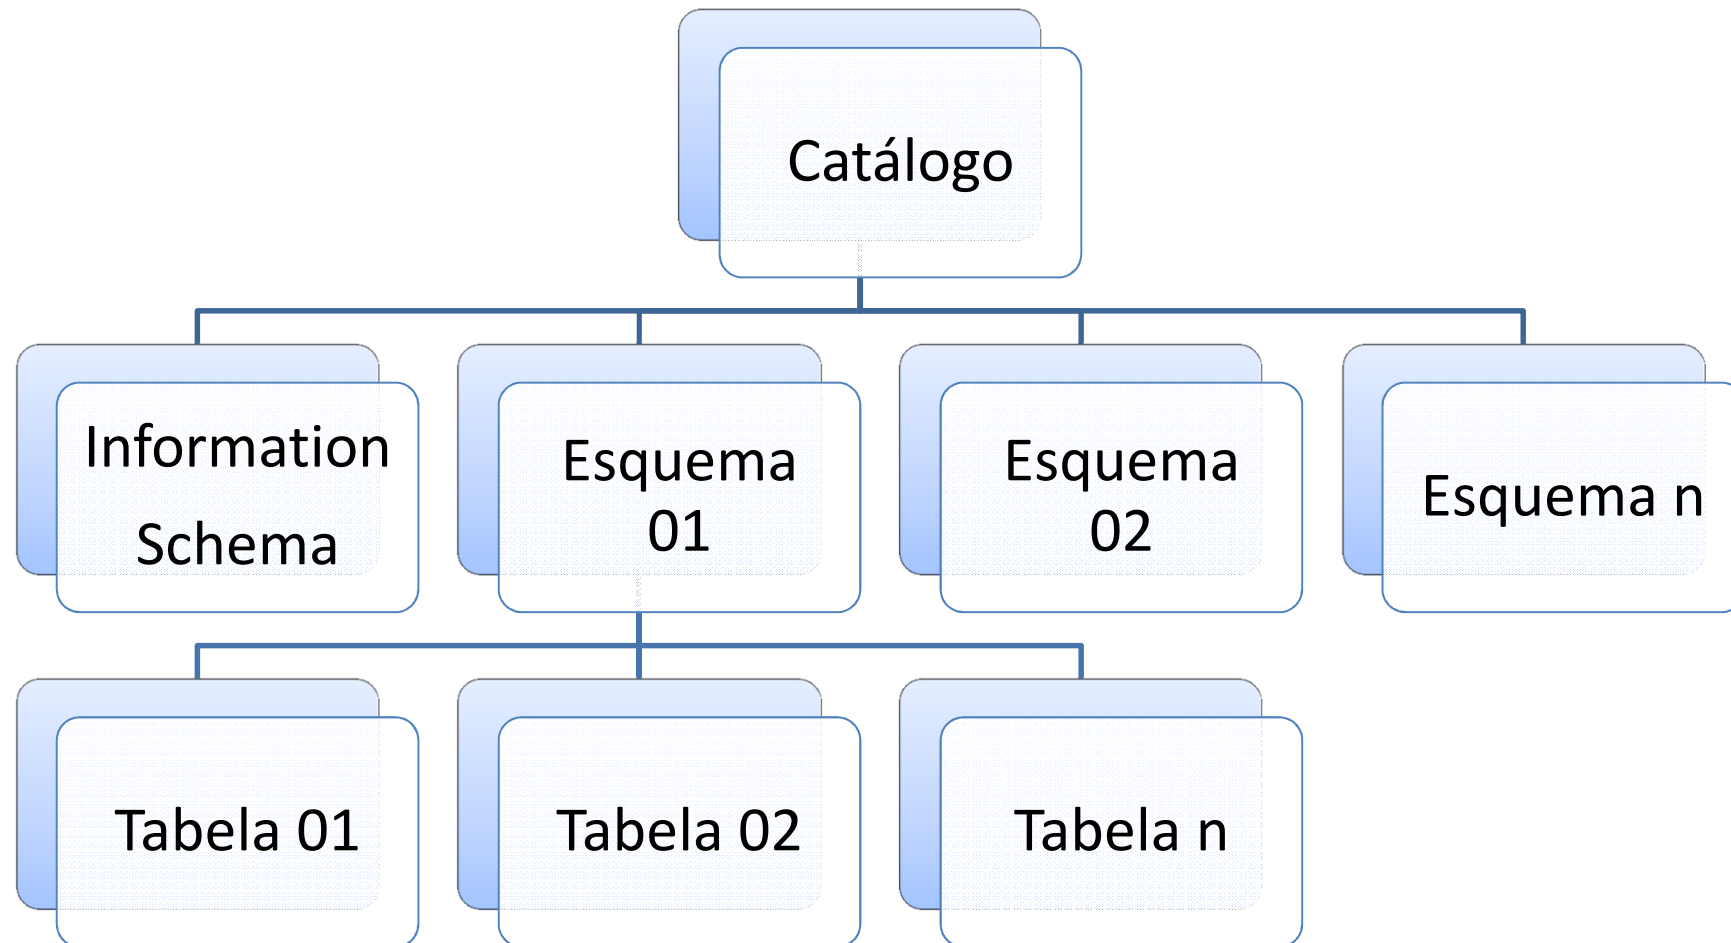 Catálogo
Information
Schema
Esquema
01
Esquema
02
Esquema n
Tabela 01
Tabela 02
Tabela n